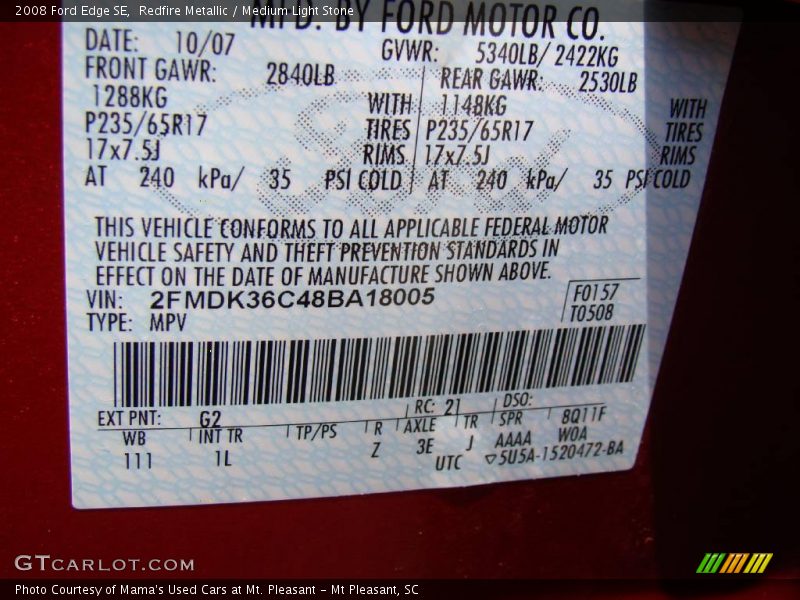 2008 Ford Edge SE, Redfire Metallic / Medium Light Stone
MFD. BY FORD MOTOR CO.
DATE: 10/07 GVWR: 5340LB/ 2422KG
FRONT GAWR: 2840LB REAR GAWR: 2530LB
1288KG WITH 1148KG WITH
P235/65R17 TIRES P235/65R17 TIRES
17x7.5J RIMS 17x7.5J RIMS
AT 240 kPa/ 35 PSI COLD AT 240 kPa/ 35 PSI COLD
THIS VEHICLE CONFORMS TO ALL APPLICABLE FEDERAL MOTOR
VEHICLE SAFETY AND THEFT PREVENTION STANDARDS IN
EFFECT ON THE DATE OF MANUFACTURE SHOWN ABOVE.
VIN: 2FMDK36C48BA18005 F0157
TYPE: MPV T0508
EXT PNT: G2 RC: 21 DSO:
WB INT TR TP/PS R AXLE TR SPR 8Q11F
111 1L Z 3E J AAAA W0A
UTC ▽5U5A-1520472-BA
GTCARLOT.COM
Photo Courtesy of Mama's Used Cars at Mt. Pleasant - Mt Pleasant, SC